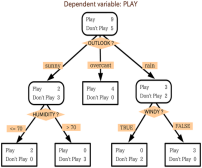 Dependent variable: PLAY
Play 9
Don't Play 5
OUTLOOK ?
sunny overcast rain
Play 2
Don't Play 3
Play 4
Don't Play 0
Play 3
Don't Play 2
HUMIDITY ?
WINDY ?
<= 70 > 70 TRUE FALSE
Play 2
Don't Play 0
Play 0
Don't Play 3
Play 0
Don't Play 2
Play 3
Don't Play 0